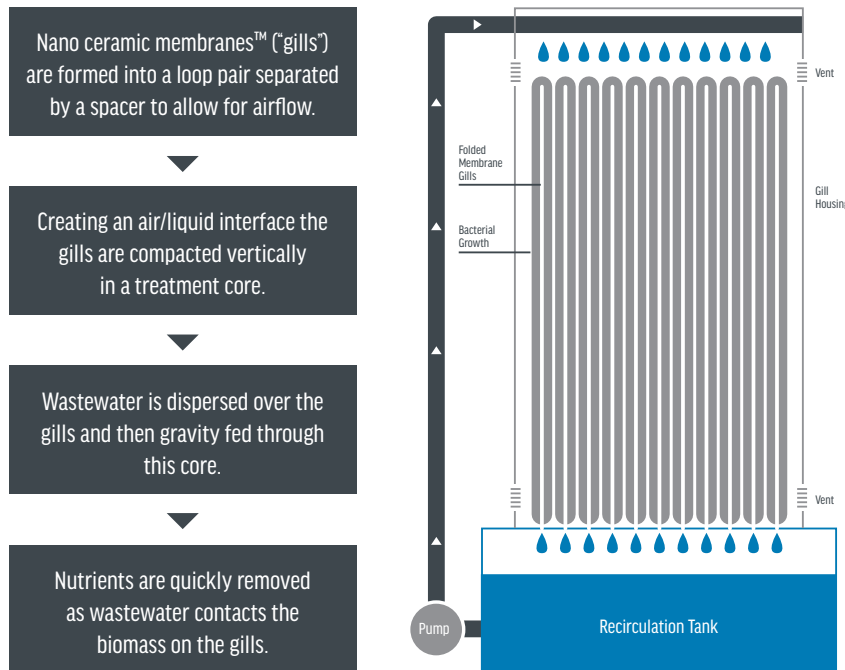 Nano ceramic membranes™ (“gills”)
are formed into a loop pair separated
by a spacer to allow for airflow.
Creating an air/liquid interface the
gills are compacted vertically
in a treatment core.
Wastewater is dispersed over the
gills and then gravity fed through
this core.
Nutrients are quickly removed
as wastewater contacts the
biomass on the gills.
Vent
Folded
Membrane
Gills
Gill
Housing
Bacterial
Growth
Vent
Pump
Recirculation Tank